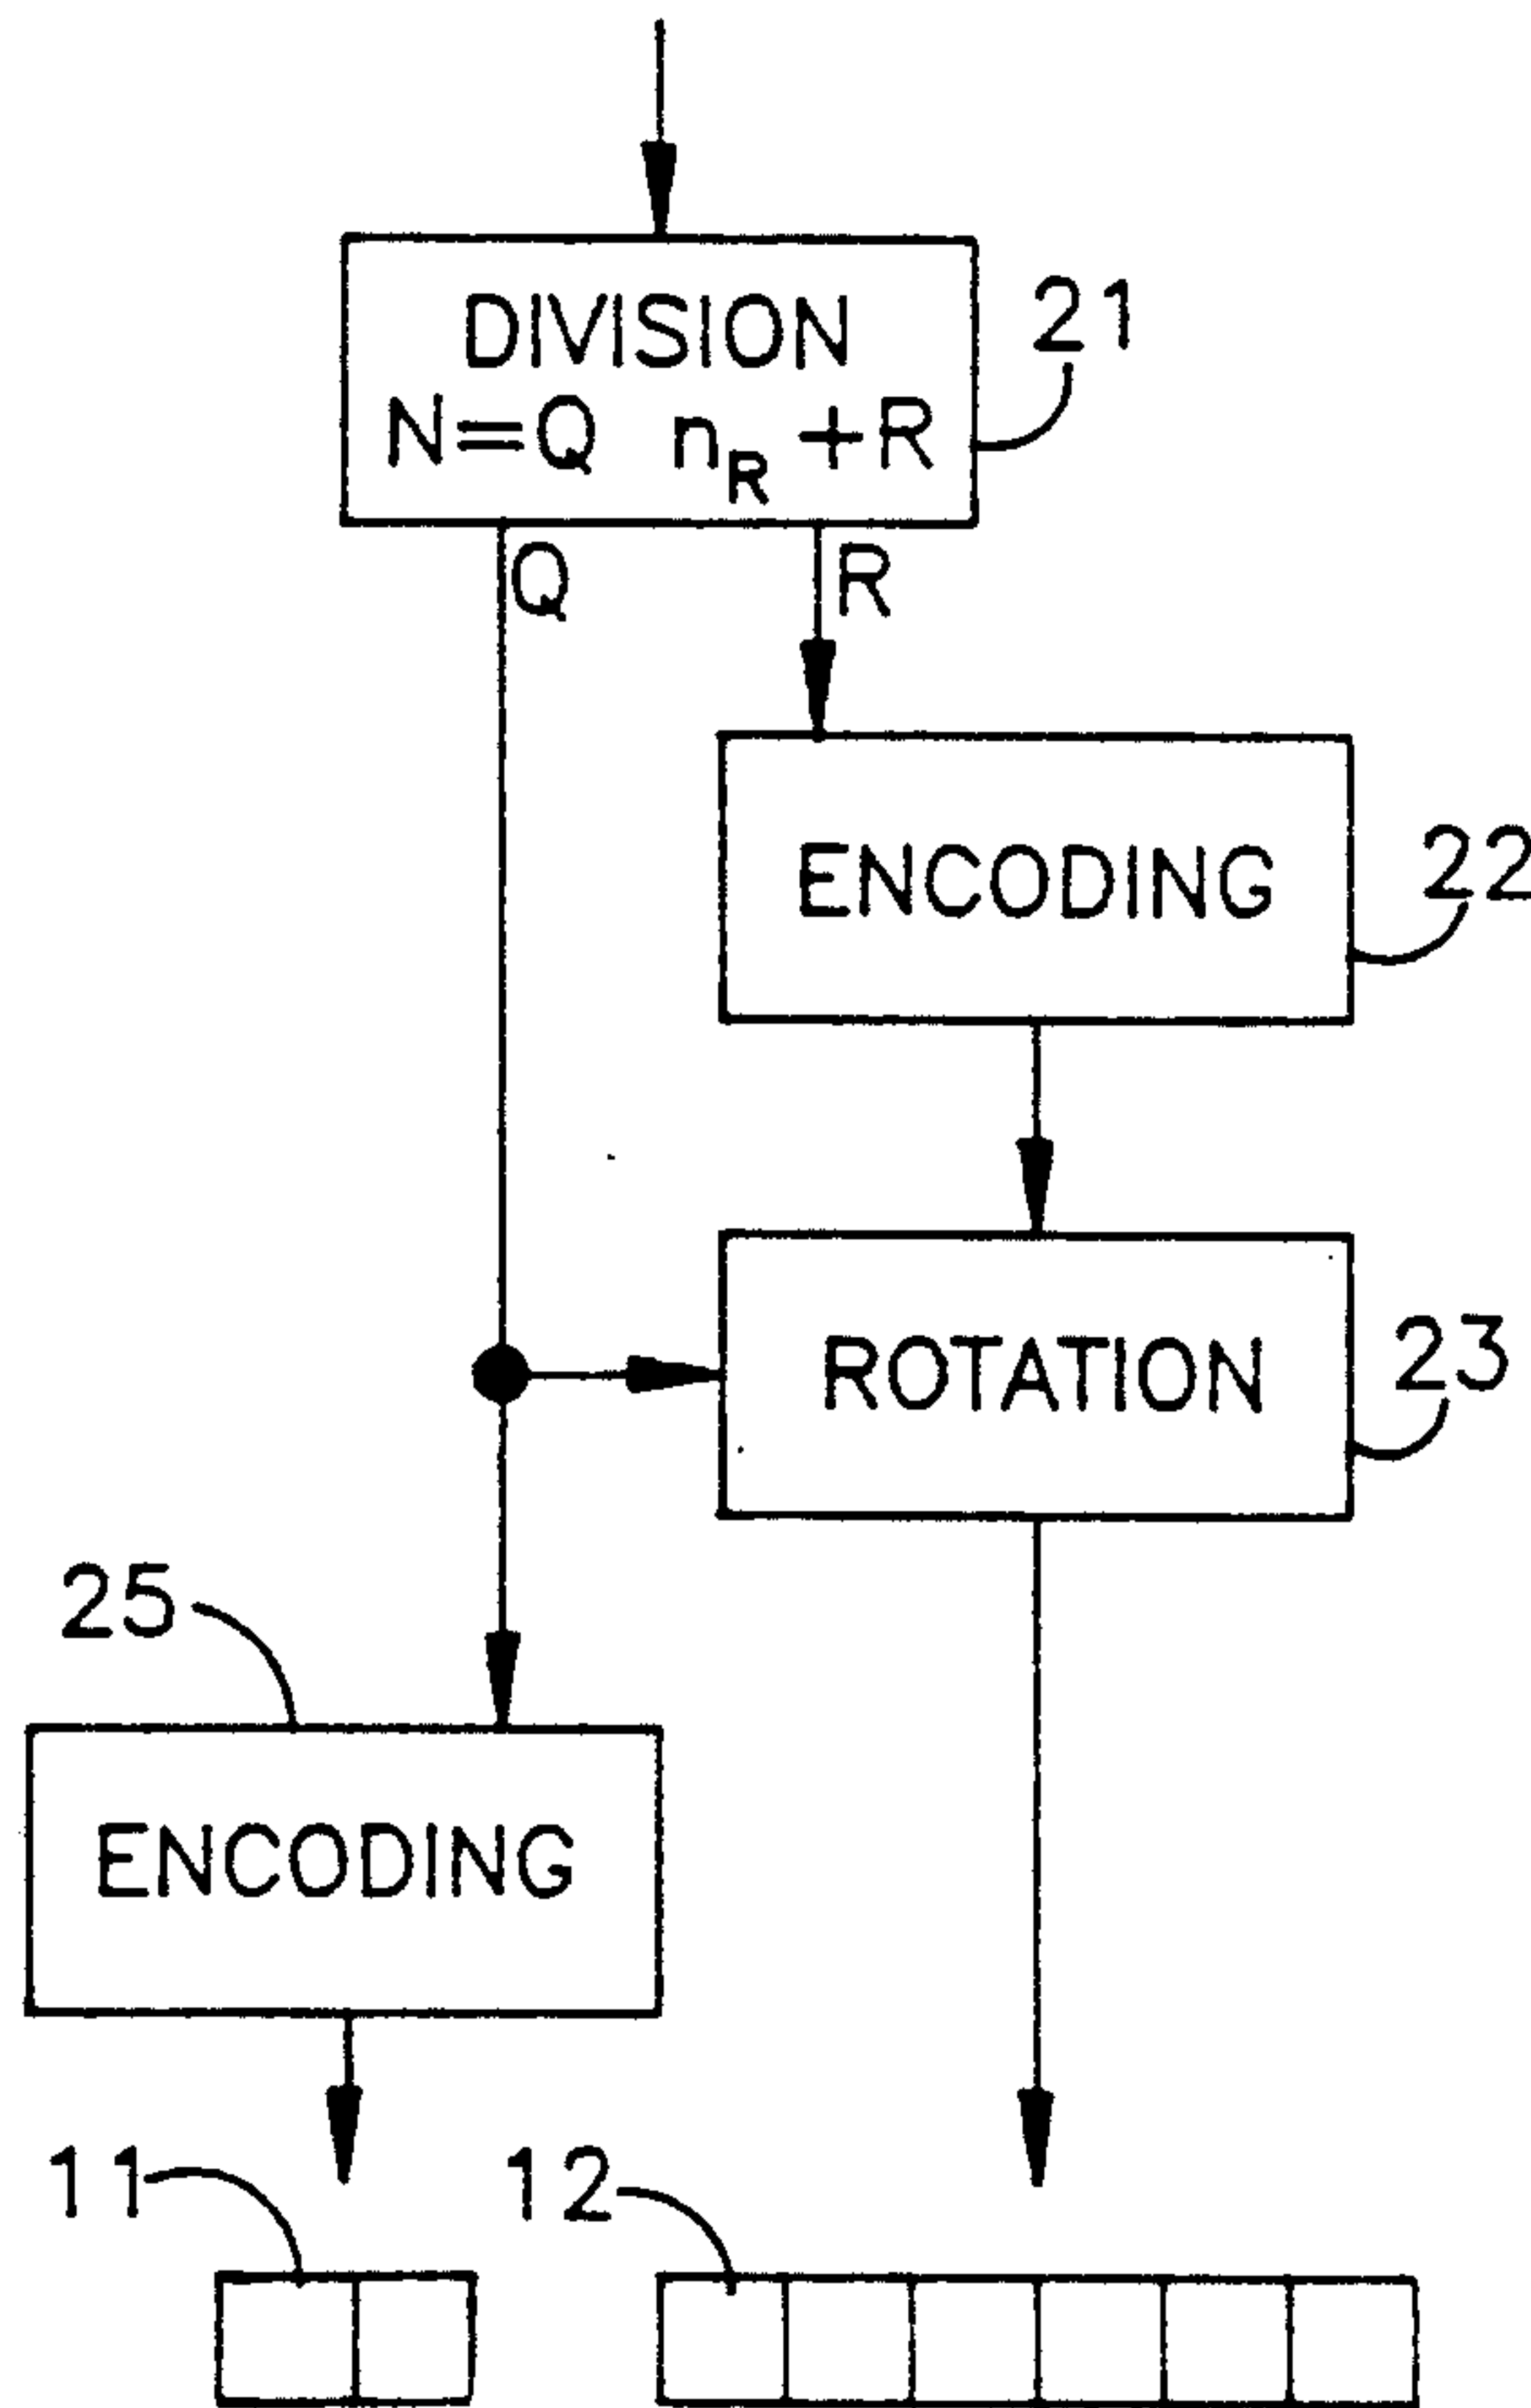 DIVISION
N=Q n_R+R
21
Q
R
ENCODING
22
ROTATION
23
25
ENCODING
11
12